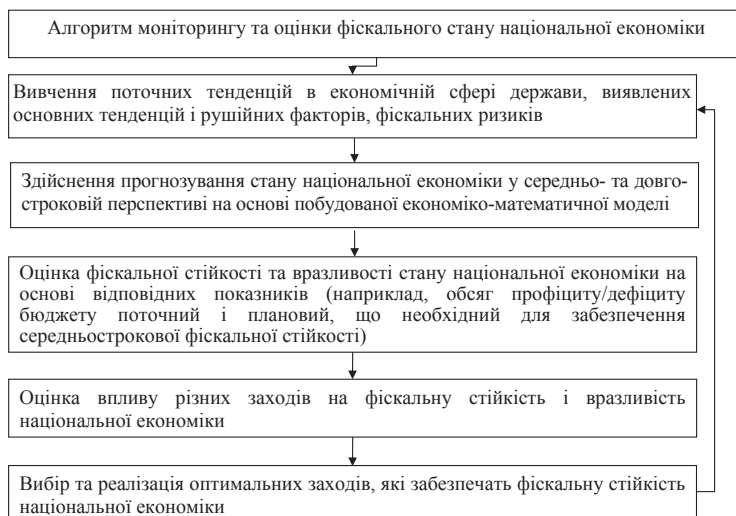 Алгоритм моніторингу та оцінки фіскального стану національної економіки
Вивчення поточних тенденцій в економічній сфері держави, виявлених
основних тенденцій і рушійних факторів, фіскальних ризиків
Здійснення прогнозування стану національної економіки у середньо- та довго-
строковій перспективі на основі побудованої економіко-математичної моделі
Оцінка фіскальної стійкості та вразливості стану національної економіки на
основі відповідних показників (наприклад, обсяг профіциту/дефіциту
бюджету поточний і плановий, що необхідний для забезпечення
середньострокової фіскальної стійкості)
Оцінка впливу різних заходів на фіскальну стійкість і вразливість
національної економіки
Вибір та реалізація оптимальних заходів, які забезпечать фіскальну стійкість
національної економіки